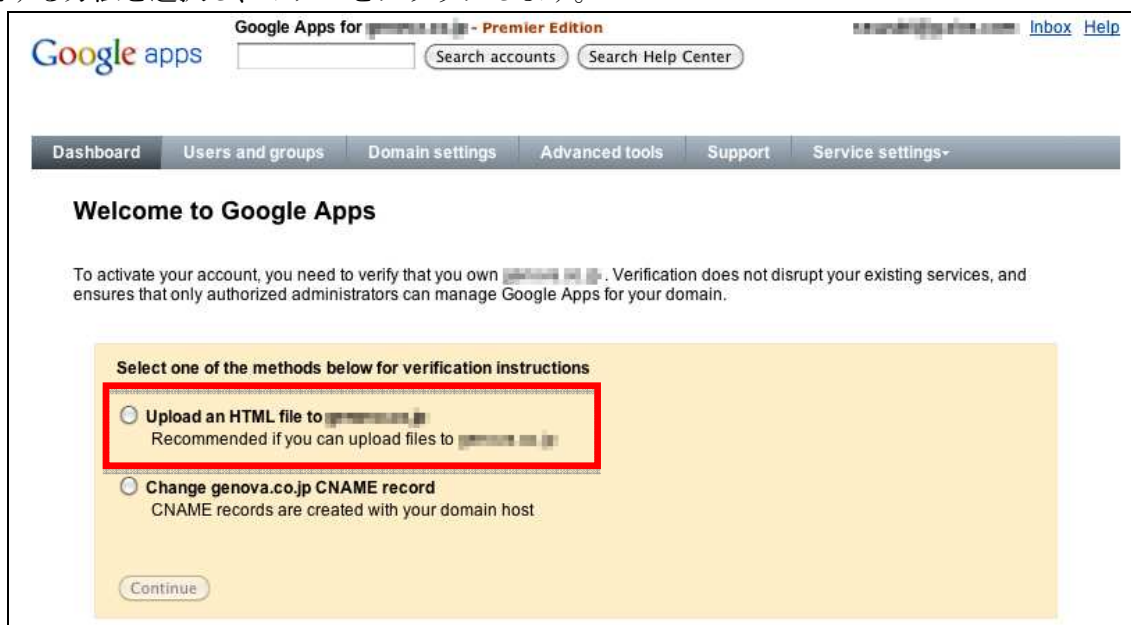 Google Apps for - Premier Edition
Inbox Help
Google apps
Search accounts Search Help Center
Dashboard Users and groups Domain settings Advanced tools Support Service settings
Welcome to Google Apps
To activate your account, you need to verify that you own . Verification does not disrupt your existing services, and
ensures that only authorized administrators can manage Google Apps for your domain.
Select one of the methods below for verification instructions
Upload an HTML file to
Recommended if you can upload files to
Change genova.co.jp CNAME record
CNAME records are created with your domain host
Continue